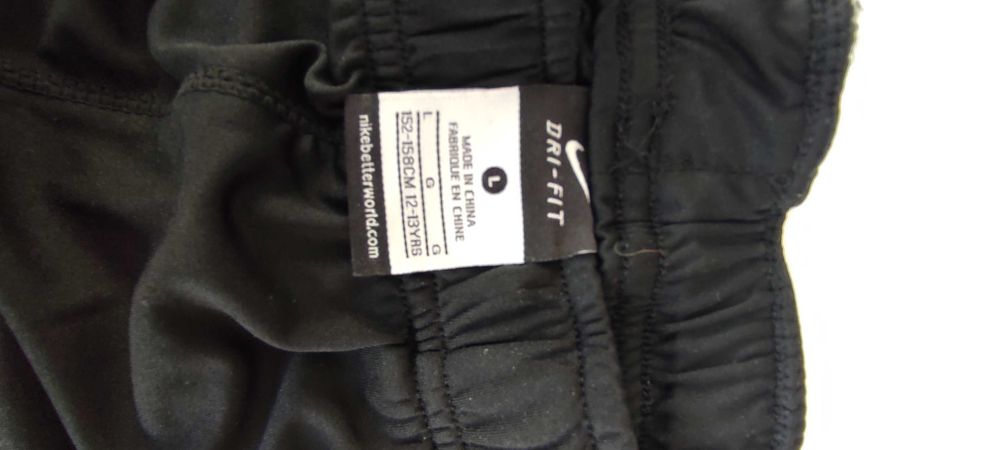 DRI-FIT
L
MADE IN CHINA
FABRIQUE EN CHINE
G
L G
152-158CM 12-13YRS
nikebetterworld.com